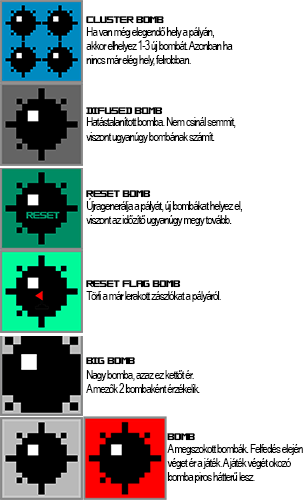 CLUSTER BOMB
Ha van még elegendő hely a pályán,
akkor elhelyez 1-3 új bombát. Azonban ha
nincs már elég hely, felrobban.
DIFUSED BOMB
Hatástalanított bomba. Nem csinál semmit,
viszont ugyanúgy bombának számít.
RESET BOMB
Újragenerálja a pályát, új bombákat helyez el,
viszont az időzítő ugyanúgy megy tovább.
RESET
RESET FLAG BOMB
Törli a már lerakott zászlókat a pályáról.
BIG BOMB
Nagy bomba, azaz ez kettőt ér.
A mezők 2 bombaként érzékelik.
BOMB
A megszokott bombák. Felfedés elején
véget ér a játék. A játék végét okozó
bomba piros hátterű lesz.